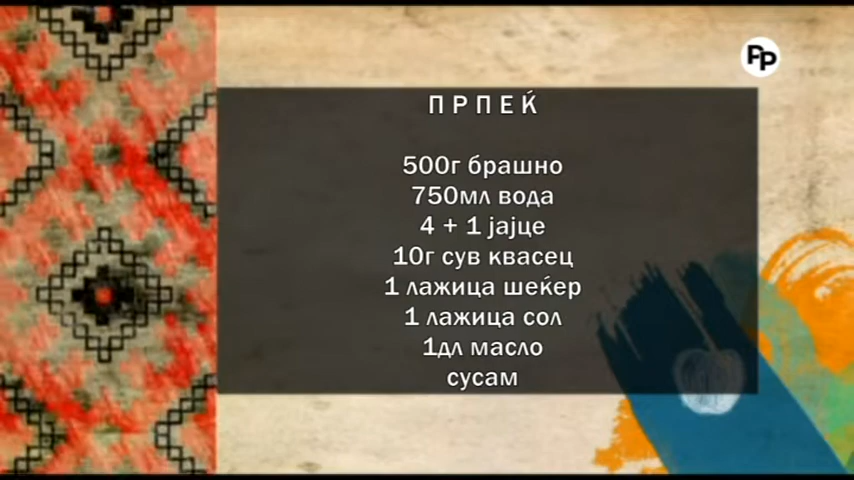 PP
ПРПЕЌ
500г брашно
750мл вода
4 + 1 јајце
10г сув квасец
1 лажица шеќер
1 лажица сол
1дл масло
сусам